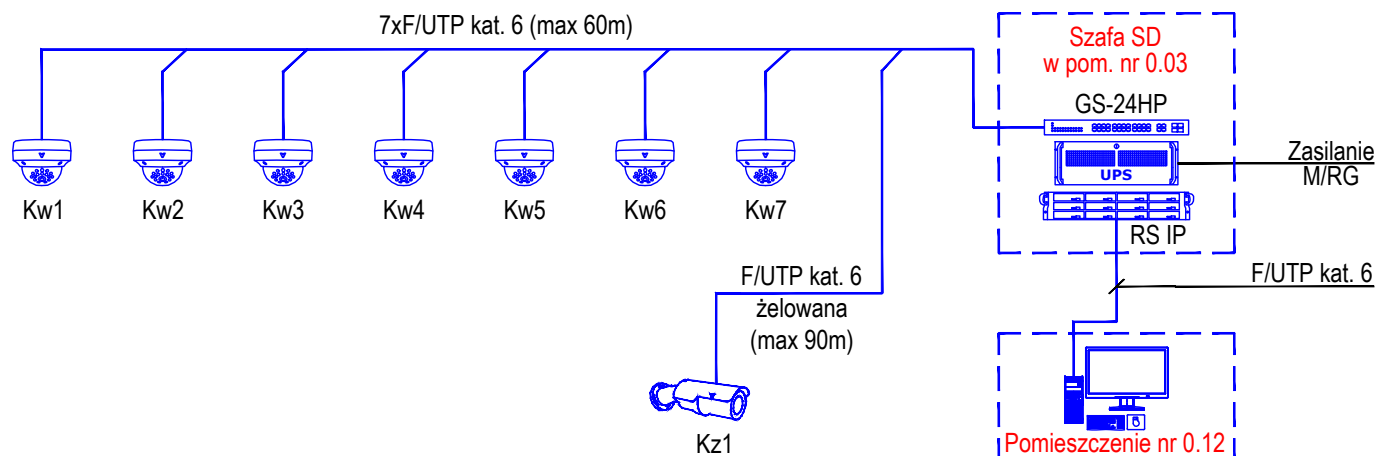 7xF/UTP kat. 6 (max 60m)
Szafa SD
w pom. nr 0.03
GS-24HP
UPS
Zasilanie
M/RG
Kw1
Kw2
Kw3
Kw4
Kw5
Kw6
Kw7
RS IP
F/UTP kat. 6
żelowana
(max 90m)
F/UTP kat. 6
Kz1
Pomieszczenie nr 0.12